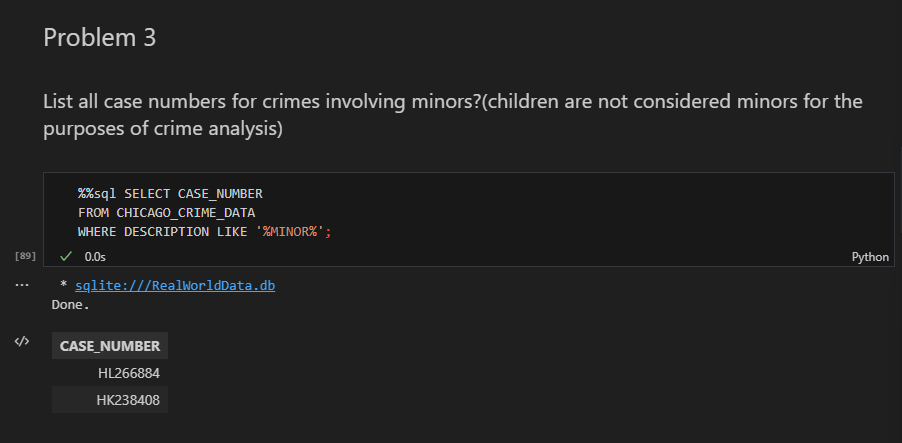 Problem 3
List all case numbers for crimes involving minors?(children are not considered minors for the
purposes of crime analysis)
%%sql SELECT CASE_NUMBER
FROM CHICAGO_CRIME_DATA
WHERE DESCRIPTION LIKE '%MINOR%';
[89] 0.0s Python
... * sqlite:///RealWorldData.db
Done.
</> CASE_NUMBER
HL266884
HK238408